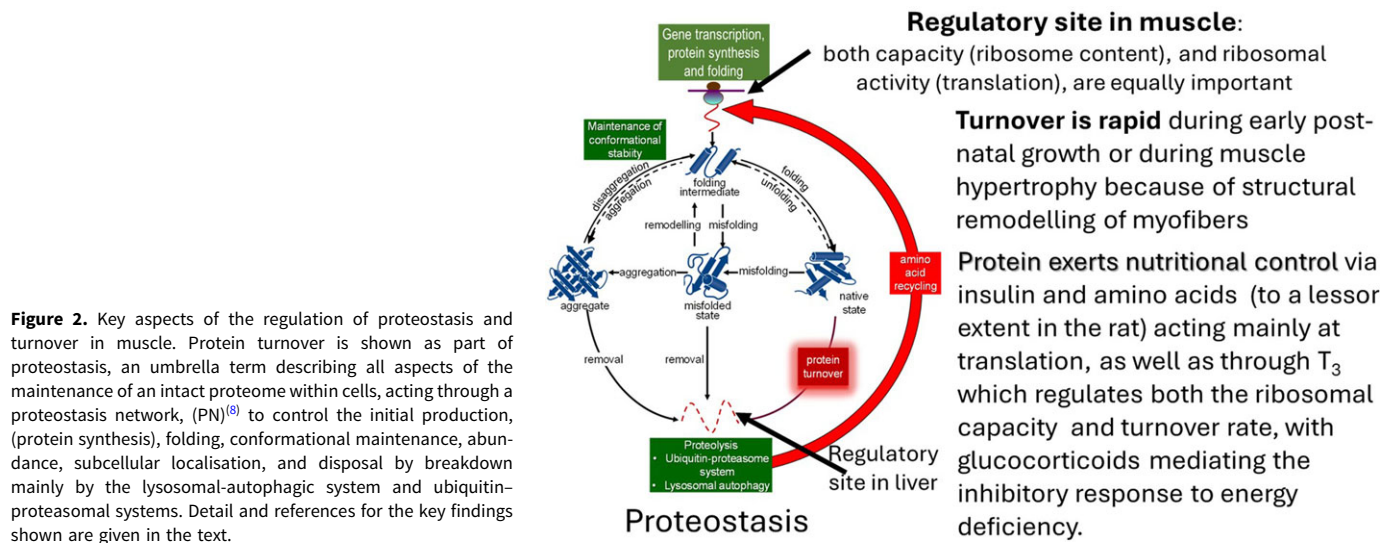 Figure 2. Key aspects of the regulation of proteostasis and
turnover in muscle. Protein turnover is shown as part of
proteostasis, an umbrella term describing all aspects of the
maintenance of an intact proteome within cells, acting through a
proteostasis network, (PN)(8) to control the initial production,
(protein synthesis), folding, conformational maintenance, abun-
dance, subcellular localisation, and disposal by breakdown
mainly by the lysosomal-autophagic system and ubiquitin–
proteasomal systems. Detail and references for the key findings
shown are given in the text.
Gene transcription,
protein synthesis
and folding
Maintenance of
conformational
stabiity
disaggregation
aggregation
folding
intermediate
folding
unfolding
remodelling
misfolding
aggregation
misfolding
aggregate
misfolded
state
native
state
amino
acid
recycling
removal
removal
protein
turnover
Proteolysis
• Ubiquitin-proteasome
system
• Lysosomal autophagy
Regulatory
site in liver
Proteostasis
Regulatory site in muscle:
both capacity (ribosome content), and ribosomal
activity (translation), are equally important
Turnover is rapid during early post-
natal growth or during muscle
hypertrophy because of structural
remodelling of myofibers
Protein exerts nutritional control via
insulin and amino acids (to a lessor
extent in the rat) acting mainly at
translation, as well as through T3
which regulates both the ribosomal
capacity and turnover rate, with
glucocorticoids mediating the
inhibitory response to energy
deficiency.